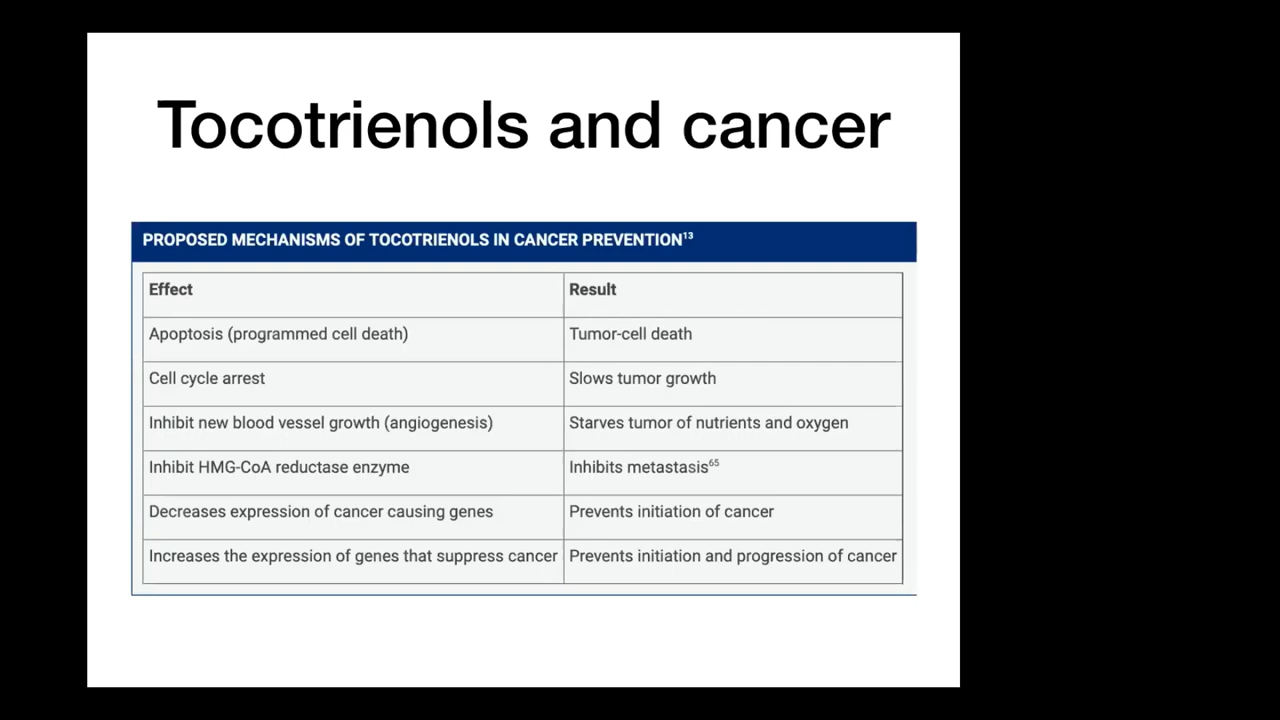 Tocotrienols and cancer
PROPOSED MECHANISMS OF TOCOTRIENOLS IN CANCER PREVENTION¹³
Effect Result
Apoptosis (programmed cell death) Tumor-cell death
Cell cycle arrest Slows tumor growth
Inhibit new blood vessel growth (angiogenesis) Starves tumor of nutrients and oxygen
Inhibit HMG-CoA reductase enzyme Inhibits metastasis⁶⁵
Decreases expression of cancer causing genes Prevents initiation of cancer
Increases the expression of genes that suppress cancer Prevents initiation and progression of cancer